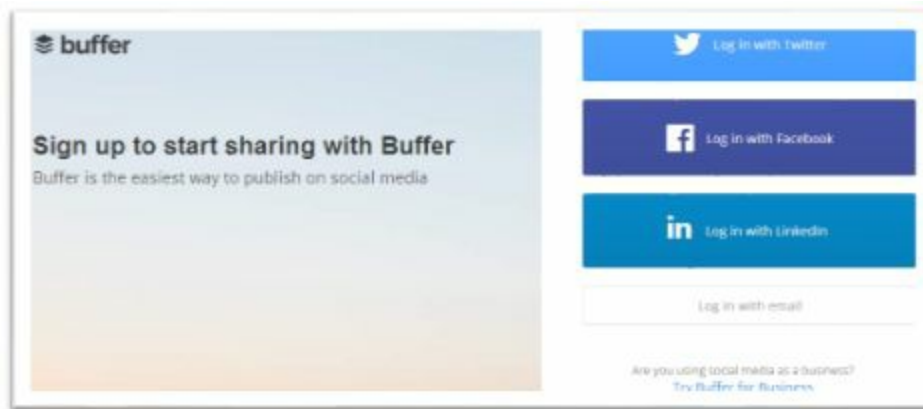 buffer
Sign up to start sharing with Buffer
Buffer is the easiest way to publish on social media
Log in with Twitter
Log in with Facebook
Log in with LinkedIn
Log in with email
Are you using social media as a business?
Try Buffer for Business